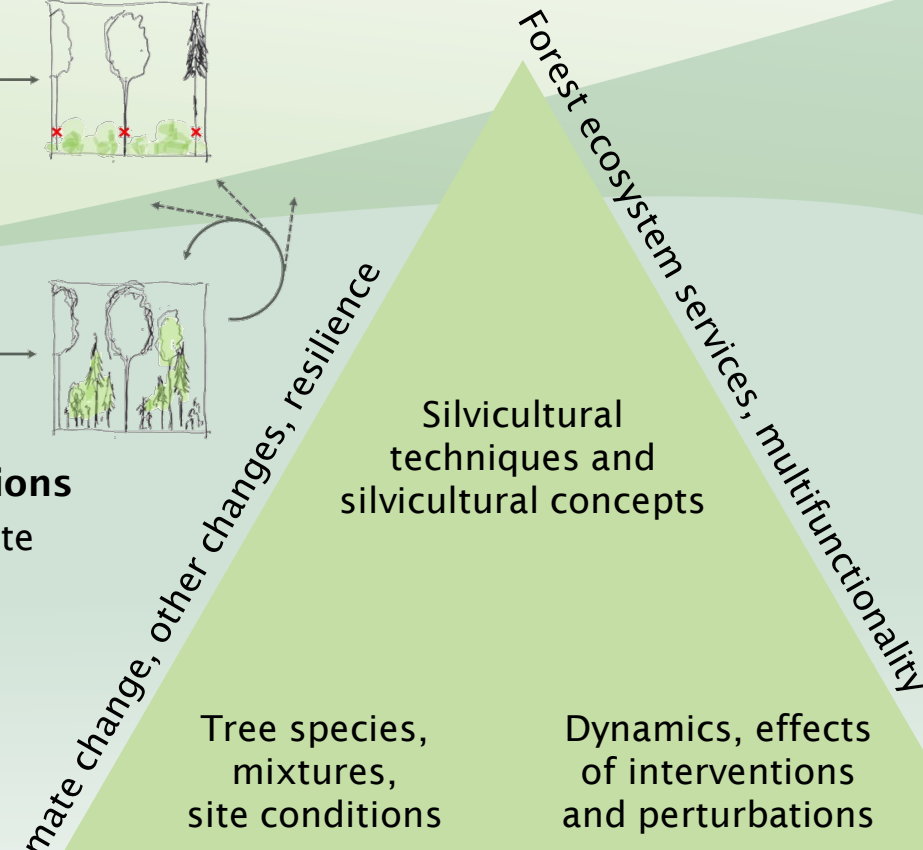 Forest ecosystem services, multifunctionality
mate change, other changes, resilience
Silvicultural
techniques and
silvicultural concepts
ions
te
Tree species,
mixtures,
site conditions
Dynamics, effects
of interventions
and perturbations